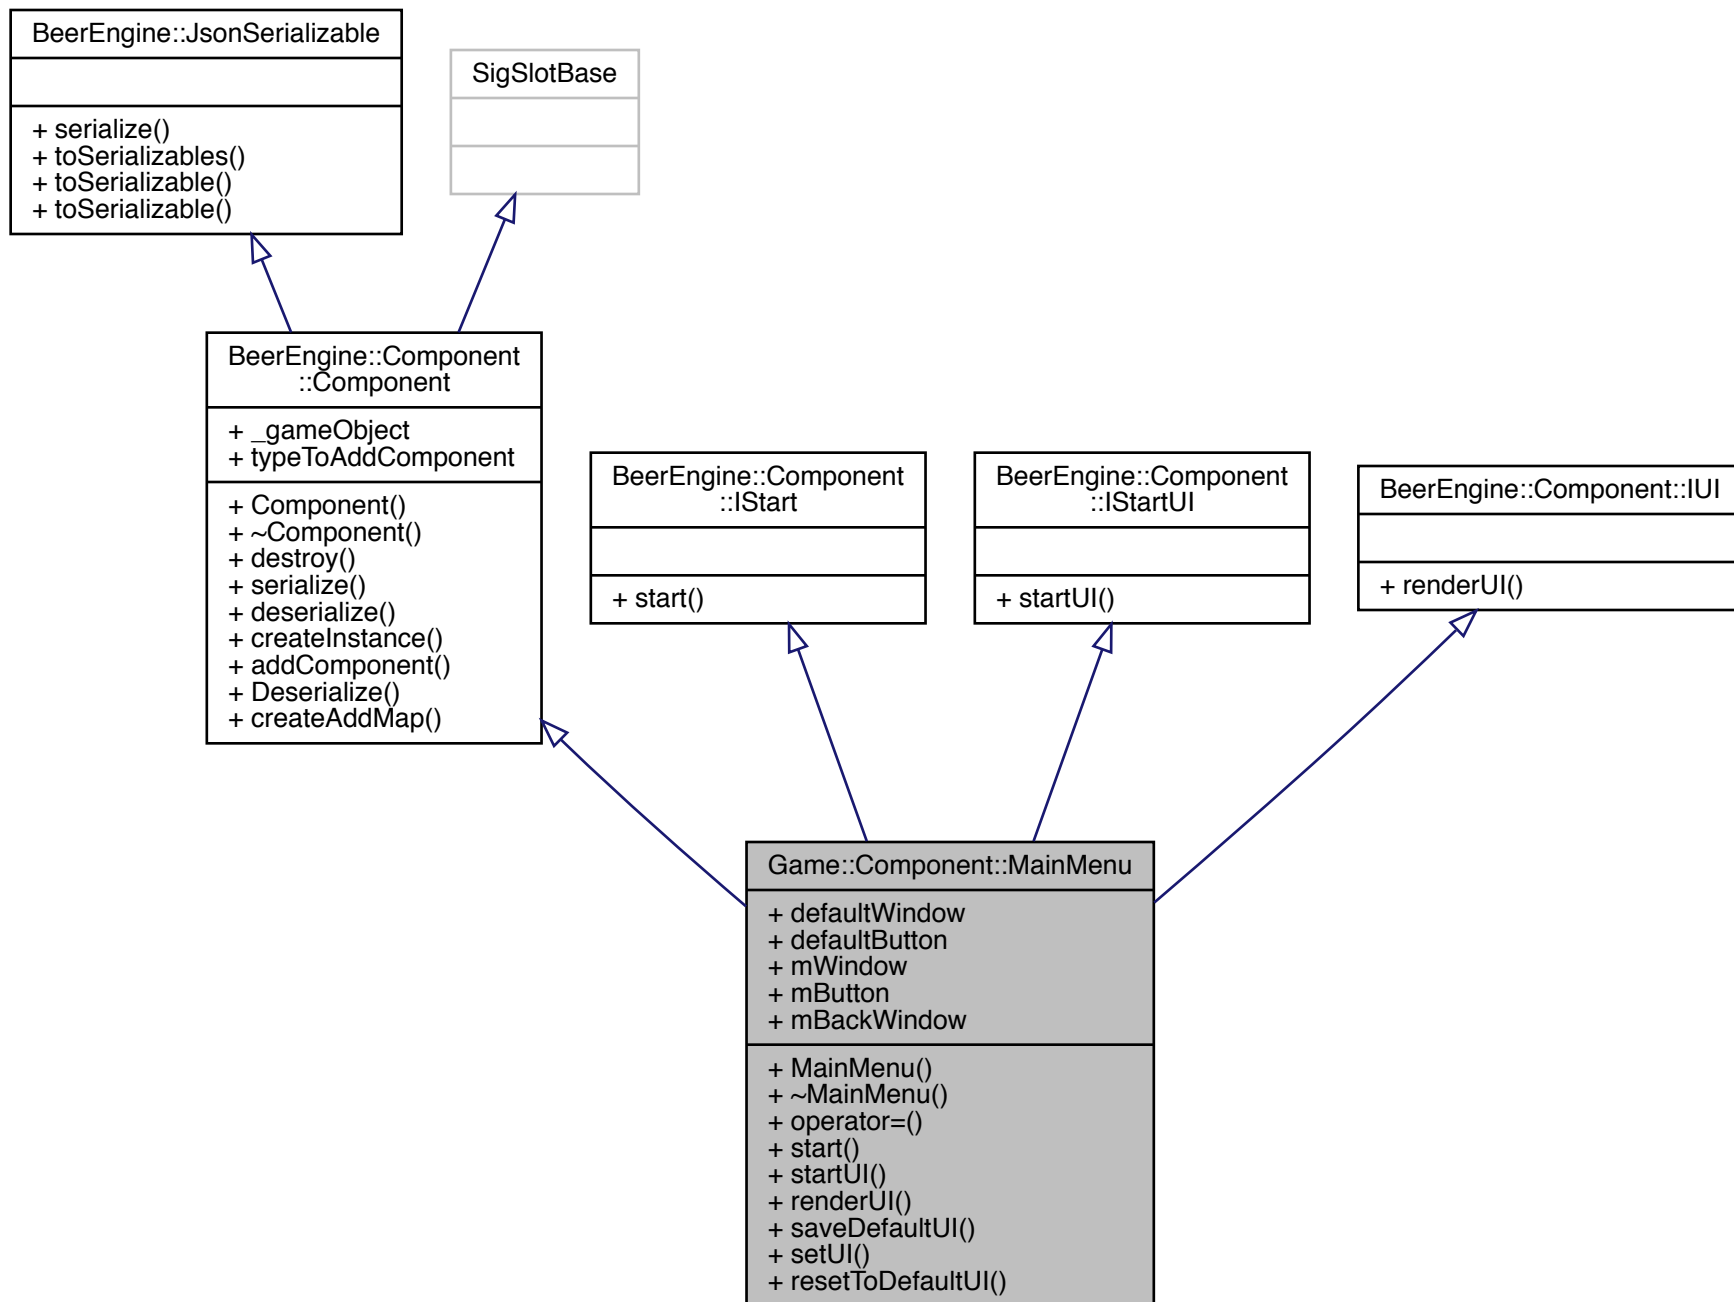 BeerEngine::JsonSerializable
+ serialize()
+ toSerializables()
+ toSerializable()
+ toSerializable()
SigSlotBase
BeerEngine::Component
::Component
+ _gameObject
+ typeToAddComponent
+ Component()
+ ~Component()
+ destroy()
+ serialize()
+ deserialize()
+ createInstance()
+ addComponent()
+ Deserialize()
+ createAddMap()
BeerEngine::Component
::IStart
+ start()
BeerEngine::Component
::IStartUI
+ startUI()
BeerEngine::Component::IUI
+ renderUI()
Game::Component::MainMenu
+ defaultWindow
+ defaultButton
+ mWindow
+ mButton
+ mBackWindow
+ MainMenu()
+ ~MainMenu()
+ operator=()
+ start()
+ startUI()
+ renderUI()
+ saveDefaultUI()
+ setUI()
+ resetToDefaultUI()